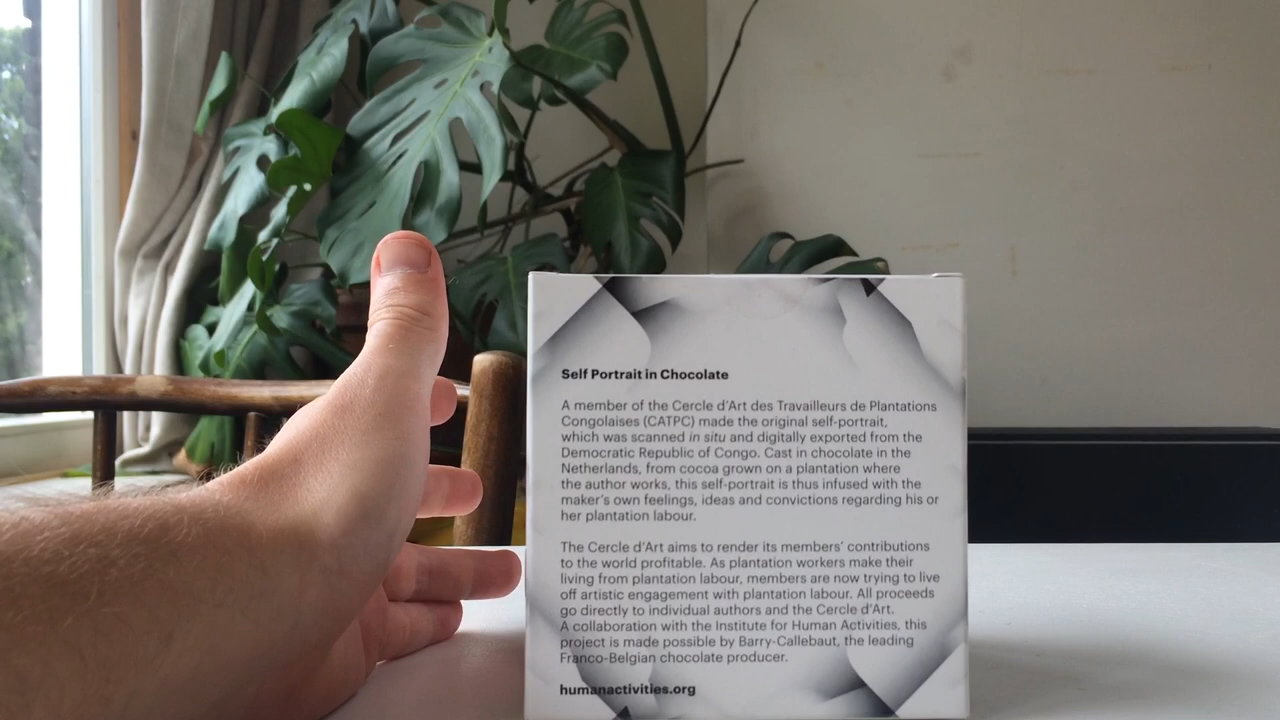 Self Portrait in Chocolate
A member of the Cercle d'Art des Travailleurs de Plantations
Congolaises (CATPC) made the original self-portrait,
which was scanned in situ and digitally exported from the
Democratic Republic of Congo. Cast in chocolate in the
Netherlands, from cocoa grown on a plantation where
the author works, this self-portrait is thus infused with the
maker's own feelings, ideas and convictions regarding his or
her plantation labour.
The Cercle d'Art aims to render its members' contributions
to the world profitable. As plantation workers make their
living from plantation labour, members are now trying to live
off artistic engagement with plantation labour. All proceeds
go directly to individual authors and the Cercle d'Art.
A collaboration with the Institute for Human Activities, this
project is made possible by Barry-Callebaut, the leading
Franco-Belgian chocolate producer.
humanactivities.org